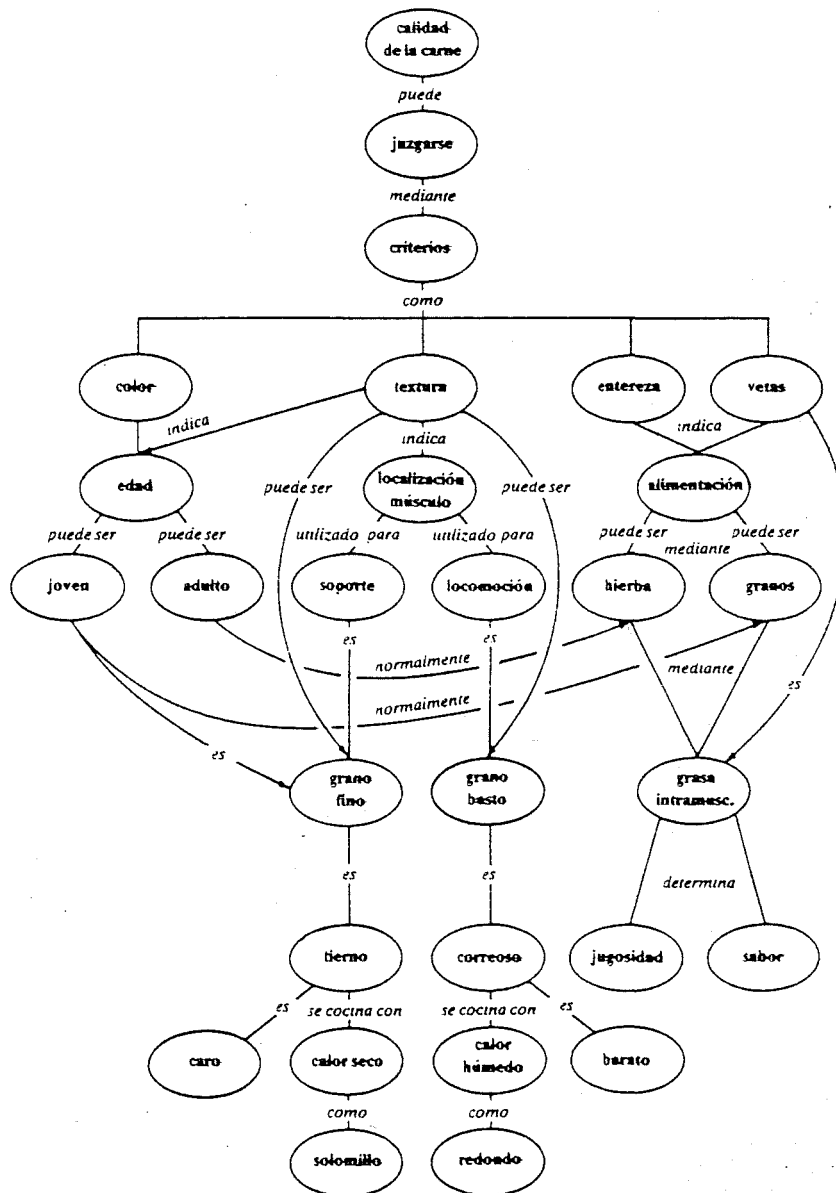 calidad
de la carne
puede
juzgarse
mediante
criterios
como
color textura entereza vetas
indica indica indica
edad localización
músculo alimentación
puede ser puede ser
puede ser puede ser utilizado para utilizado para puede ser puede ser
mediante
joven adulto soporte locomoción hierba granos
es es
normalmente mediante es
normalmente
es
grano
fino grano
basto grasa
intramusc.
es es determina
tierno correoso jugosidad sabor
es se cocina con se cocina con es
caro calor seco calor
húmedo barato
como como
solomillo redondo